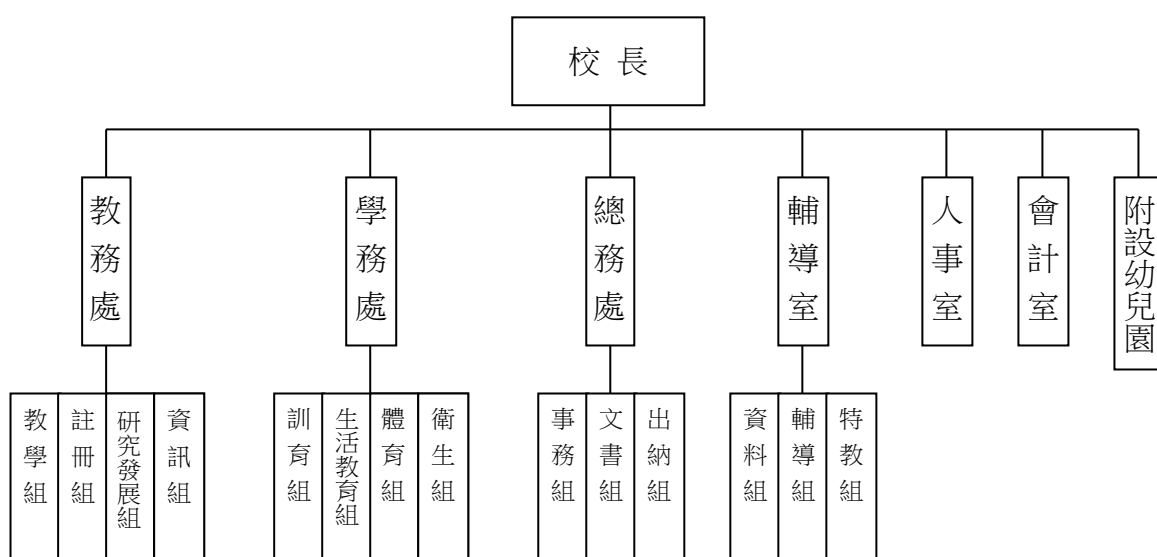 校長
教務處
學務處
總務處
輔導室
人事室
會計室
附設幼兒園
教學組
註冊組
研究發展組
資訊組
訓育組
生活教育組
體育組
衛生組
事務組
文書組
出納組
資料組
輔導組
特教組